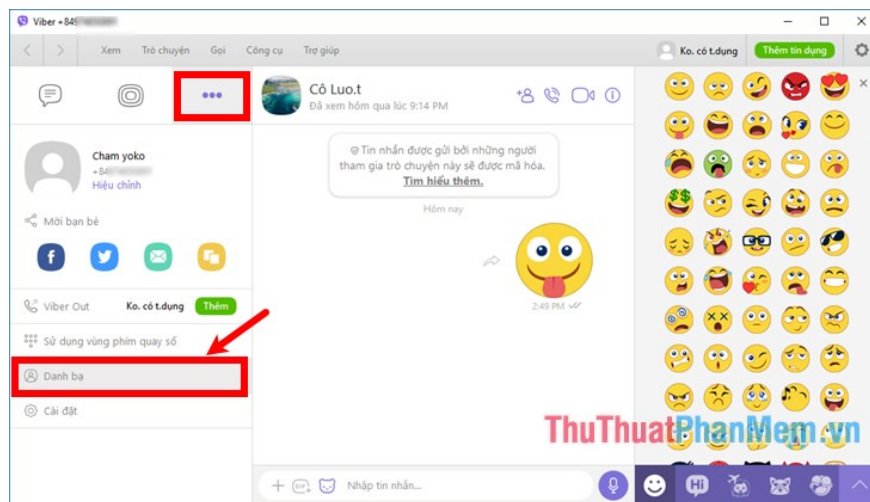 Viber +849
Xem Trò chuyện Gọi Công cụ Trợ giúp
Ko. có t.dụng Thêm tín dụng
Cô Luo.t
Đã xem hôm qua lúc 9:14 PM
Cham yoko
+84
Hiệu chỉnh
Mời bạn bè
Viber Out Ko. có t.dụng Thêm
Sử dụng vùng phím quay số
Danh bạ
Cài đặt
Tin nhắn được gửi bởi những người
tham gia trò chuyện này sẽ được mã hóa.
Tìm hiểu thêm.
Hôm nay
2:49 PM
ThuThuatPhanMem.vn
GIF
Nhập tin nhắn...
Hi